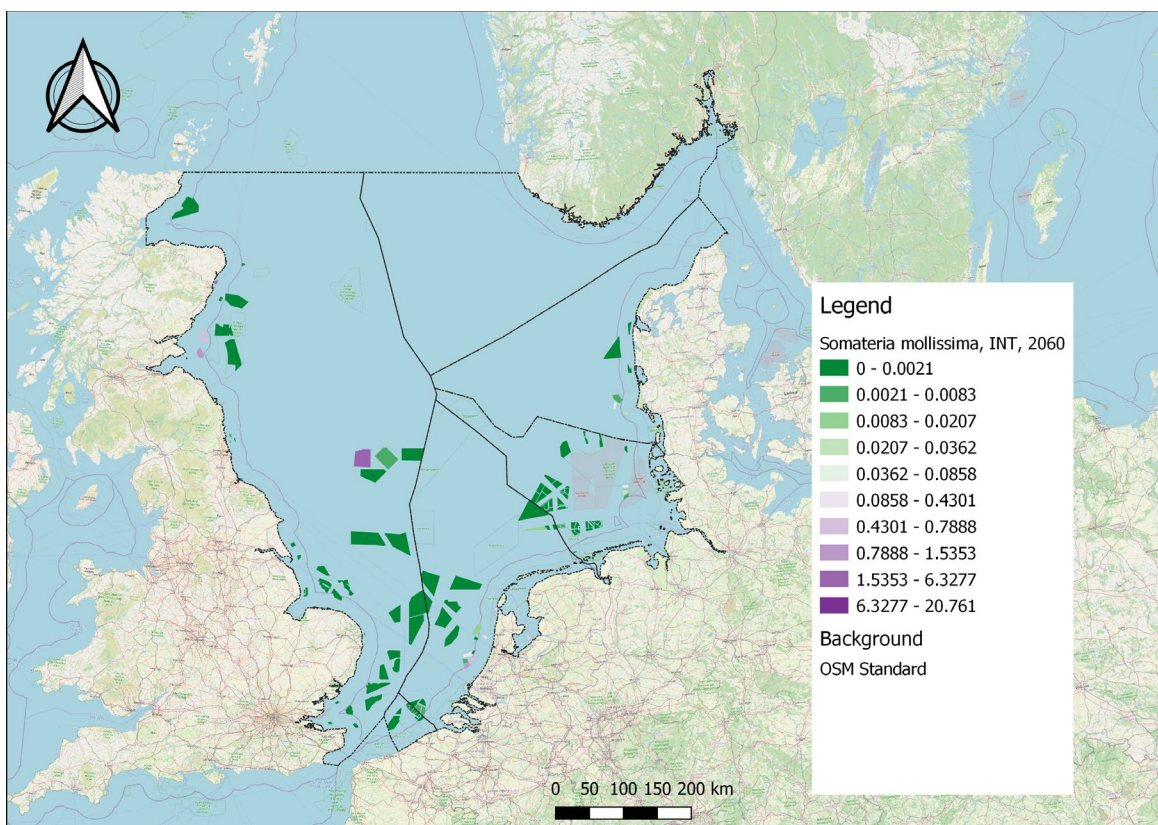 Legend
Somateria mollissima, INT, 2060
0 - 0.0021
0.0021 - 0.0083
0.0083 - 0.0207
0.0207 - 0.0362
0.0362 - 0.0858
0.0858 - 0.4301
0.4301 - 0.7888
0.7888 - 1.5353
1.5353 - 6.3277
6.3277 - 20.761
Background
OSM Standard
0 50 100 150 200 km